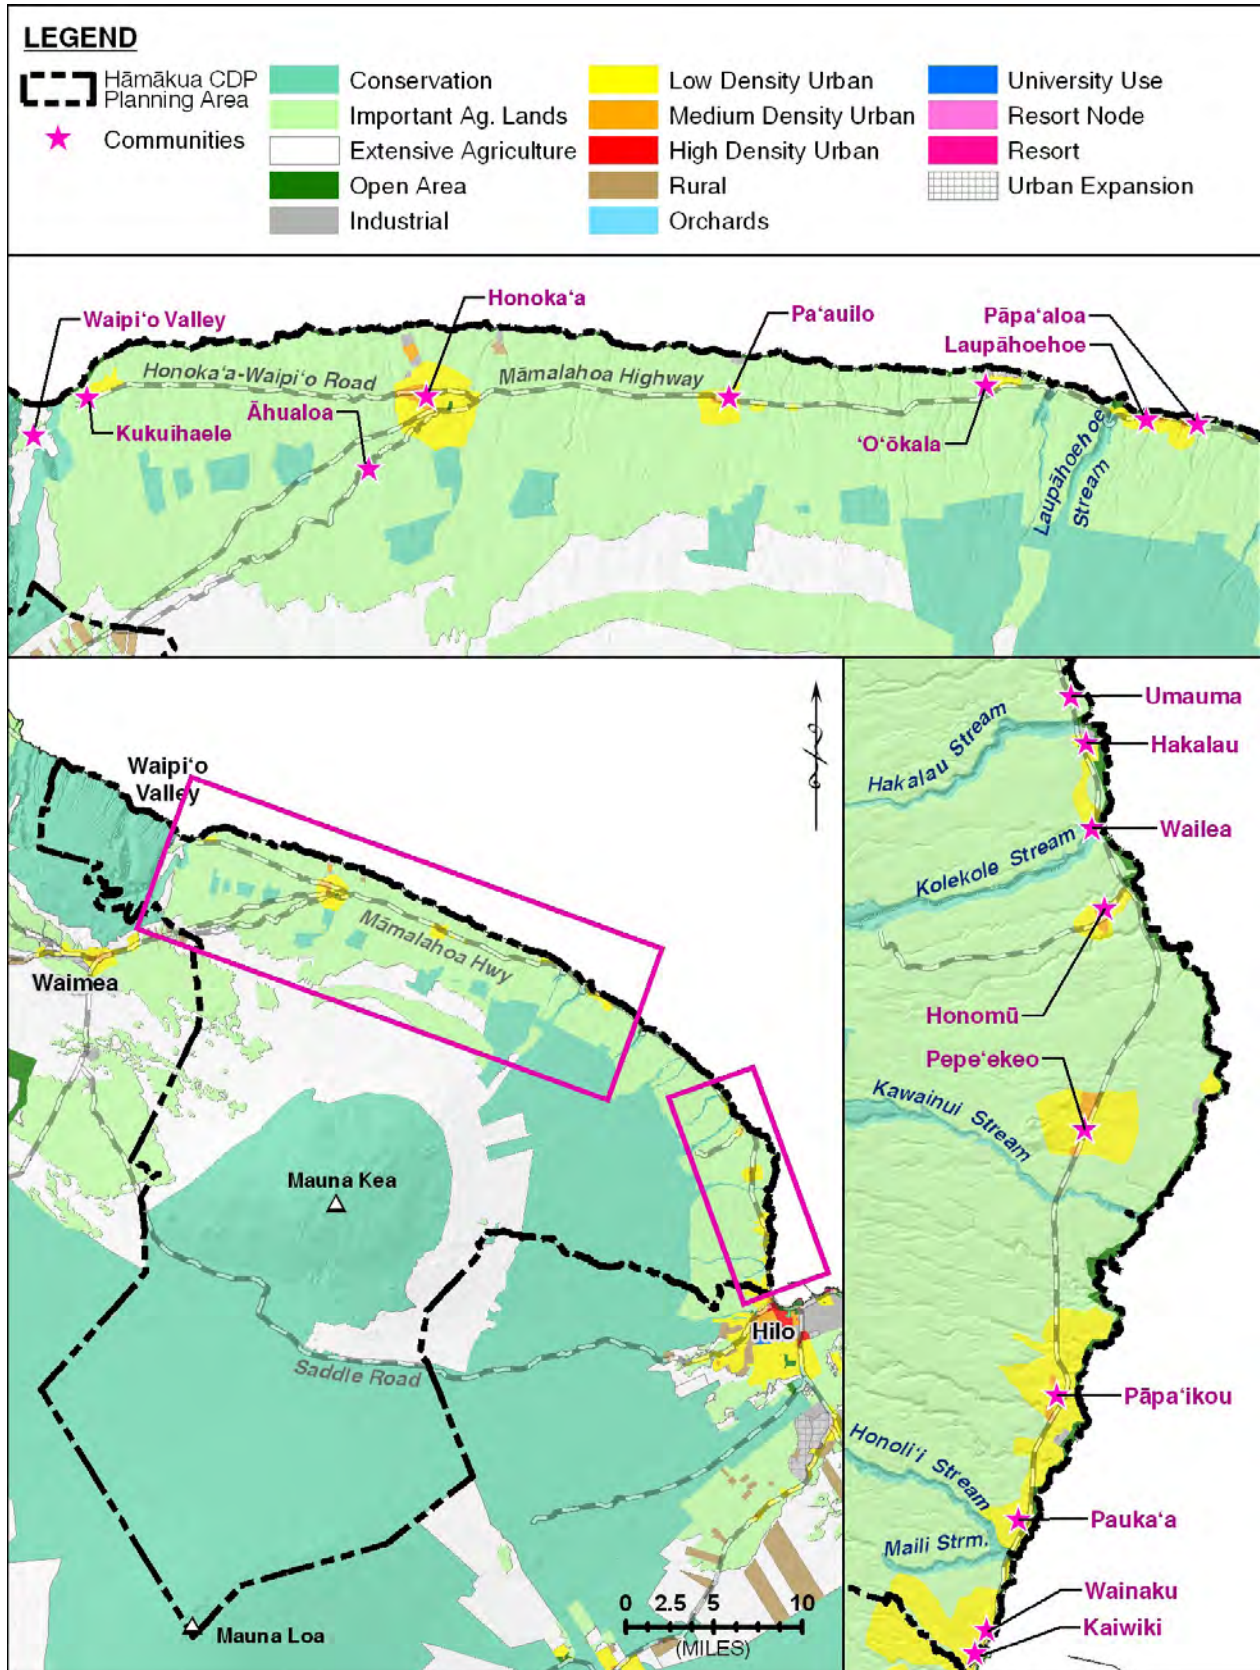 LEGEND
Hāmākua CDP
Planning Area
Communities
Conservation
Important Ag. Lands
Extensive Agriculture
Open Area
Industrial
Low Density Urban
Medium Density Urban
High Density Urban
Rural
Orchards
University Use
Resort Node
Resort
Urban Expansion
Waipi‘o Valley
Honoka‘a
Pa‘auilo
Pāpa‘aloa
Laupāhoehoe
Honoka‘a-Waipi‘o Road
Māmalahoa Highway
Kukuihaele
Āhualoa
‘O‘ōkala
Laupāhoehoe
Stream
Waipi‘o
Valley
Māmalahoa Hwy
Waimea
Mauna Kea
Hilo
Saddle Road
Mauna Loa
0 2.5 5 10
(MILES)
Umauma
Hakalau Stream
Hakalau
Wailea
Kolekole Stream
Honomū
Pepe‘ekeo
Kawainui Stream
Pāpa‘ikou
Honoli‘i Stream
Pauka‘a
Maili Strm.
Wainaku
Kaiwiki